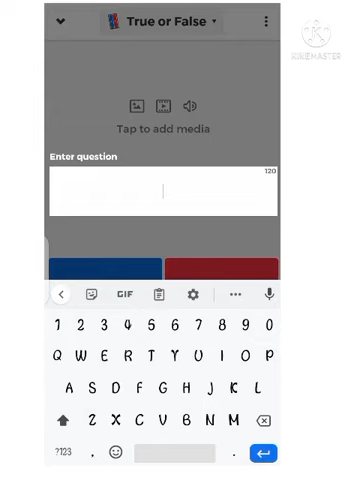 True or False
KINEMASTER
Tap to add media
Enter question
120
GIF
1 2 3 4 5 6 7 8 9 0
Q W E R T Y U I O P
A S D F G H J K L
Z X C V B N M
?123 , .